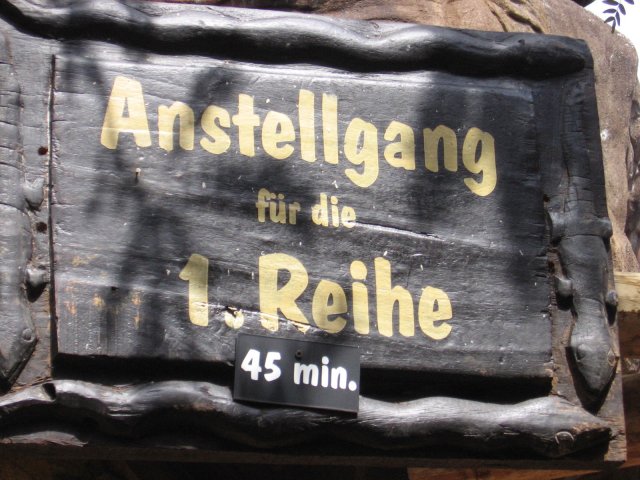 Anstellgang
für die
1. Reihe
45 min.